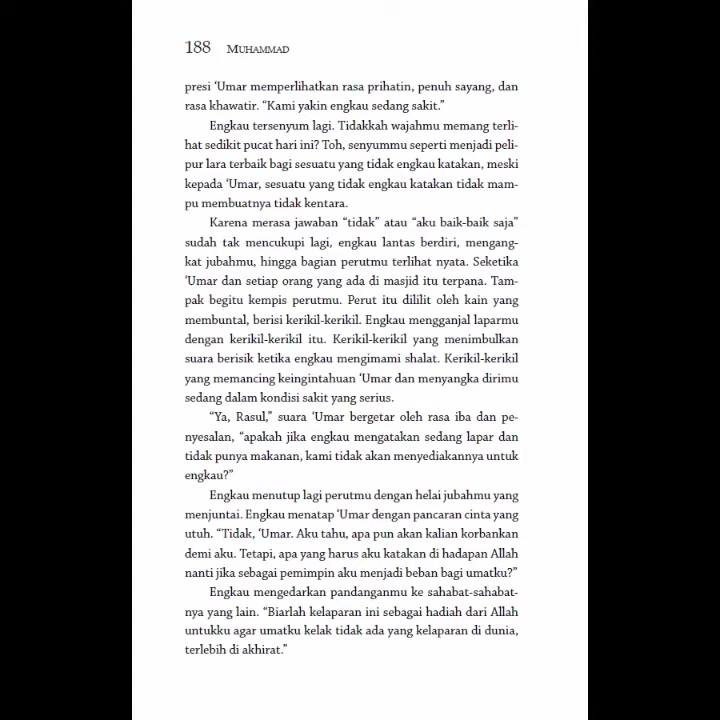 188 MUHAMMAD
presi ‘Umar memperlihatkan rasa prihatin, penuh sayang, dan
rasa khawatir. “Kami yakin engkau sedang sakit.”
Engkau tersenyum lagi. Tidakkah wajahmu memang terli-
hat sedikit pucat hari ini? Toh, senyummu seperti menjadi peli-
pur lara terbaik bagi sesuatu yang tidak engkau katakan, meski
kepada ‘Umar, sesuatu yang tidak engkau katakan tidak mam-
pu membuatnya tidak kentara.
Karena merasa jawaban “tidak” atau “aku baik-baik saja”
sudah tak mencukupi lagi, engkau lantas berdiri, mengang-
kat jubahmu, hingga bagian perutmu terlihat nyata. Seketika
‘Umar dan setiap orang yang ada di masjid itu terpana. Tam-
pak begitu kempis perutmu. Perut itu dililit oleh kain yang
membuntal, berisi kerikil-kerikil. Engkau mengganjal laparmu
dengan kerikil-kerikil itu. Kerikil-kerikil yang menimbulkan
suara berisik ketika engkau mengimami shalat. Kerikil-kerikil
yang memancing keingintahuan ‘Umar dan menyangka dirimu
sedang dalam kondisi sakit yang serius.
“Ya, Rasul,” suara ‘Umar bergetar oleh rasa iba dan pe-
nyesalan, “apakah jika engkau mengatakan sedang lapar dan
tidak punya makanan, kami tidak akan menyediakannya untuk
engkau?”
Engkau menutup lagi perutmu dengan helai jubahmu yang
menjuntai. Engkau menatap ‘Umar dengan pancaran cinta yang
utuh. “Tidak, ‘Umar. Aku tahu, apa pun akan kalian korbankan
demi aku. Tetapi, apa yang harus aku katakan di hadapan Allah
nanti jika sebagai pemimpin aku menjadi beban bagi umatku?”
Engkau mengedarkan pandanganmu ke sahabat-sahabat-
nya yang lain. “Biarlah kelaparan ini sebagai hadiah dari Allah
untukku agar umatku kelak tidak ada yang kelaparan di dunia,
terlebih di akhirat.”